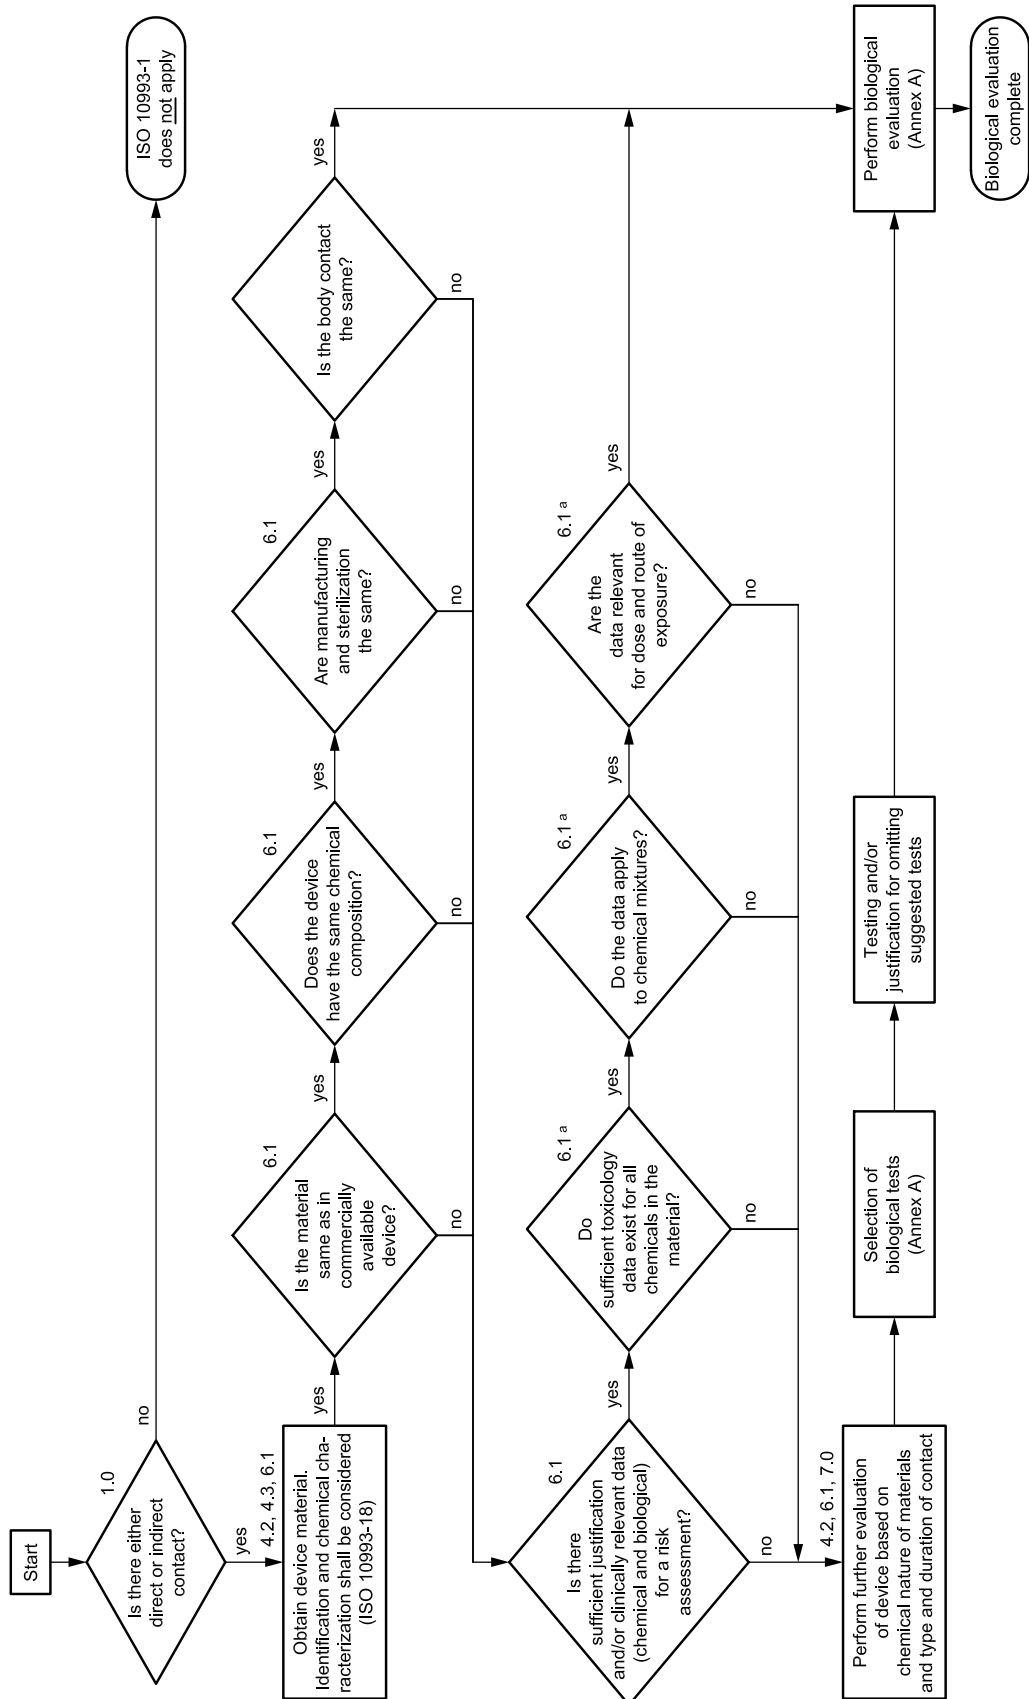 Start
1.0
Is there either
direct or indirect
contact?
no
ISO 10993-1
does not apply
yes
4.2, 4.3, 6.1
Obtain device material.
Identification and chemical cha-
racterization shall be considered
(ISO 10993-18)
yes
6.1
Is the material
same as in
commercially
available
device?
no
yes
6.1
Does the device
have the same chemical
composition?
no
yes
6.1
Are manufacturing
and sterilization
the same?
no
yes
Is the body contact
the same?
no
yes
6.1
Is there
sufficient justification
and/or clinically relevant data
(chemical and biological)
for a risk
assessment?
no
yes
6.1 a
Do
sufficient toxicology
data exist for all
chemicals in the
material?
no
yes
6.1 a
Do the data apply
to chemical mixtures?
no
yes
6.1 a
Are the
data relevant
for dose and route of
exposure?
no
yes
4.2, 6.1, 7.0
Perform further evaluation
of device based on
chemical nature of materials
and type and duration of contact
Selection of
biological tests
(Annex A)
Testing and/or
justification for omitting
suggested tests
Perform biological
evaluation
(Annex A)
Biological evaluation
complete